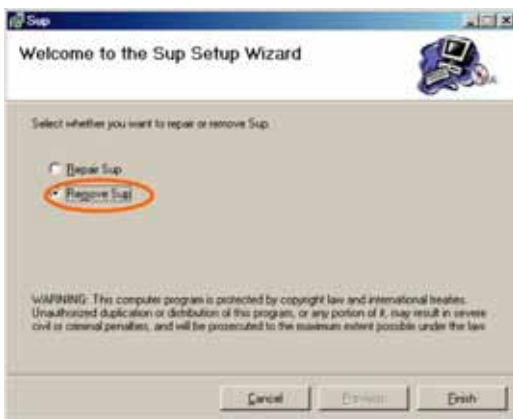 Sup
Welcome to the Sup Setup Wizard
Select whether you want to repair or remove Sup.
Repair Sup
Remove Sup
WARNING: This computer program is protected by copyright law and international treaties.
Unauthorized duplication or distribution of this program, or any portion of it, may result in severe
civil or criminal penalties, and will be prosecuted to the maximum extent possible under the law.
Cancel
Previous
Finish